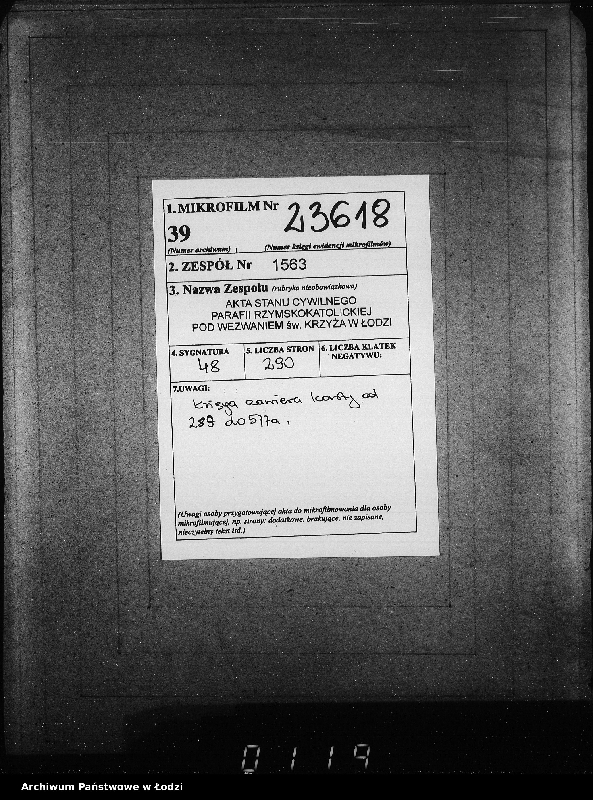 1. MIKROFILM Nr 23618
39
(Numer archiwum) (Numer księgi ewidencji mikrofilmów)
2. ZESPÓŁ Nr 1563
3. Nazwa Zespołu (rubryka nieobowiązkowa)
AKTA STANU CYWILNEGO
PARAFII RZYMSKOKATOLICKIEJ
POD WEZWANIEM św. KRZYŻA W ŁODZI
4. SYGNATURA 5. LICZBA STRON 6. LICZBA KLATEK
NEGATYWU:
48 290
7. UWAGI:
Księga zawiera karty od
289 do 577a.
(Uwagi osoby przygotowującej akta do mikrofilmowania dla osoby
mikrofilmującej, np. strony: dodatkowe, brakujące, nie zapisane,
nieczytelny tekst itd.)
0119
Archiwum Państwowe w Łodzi